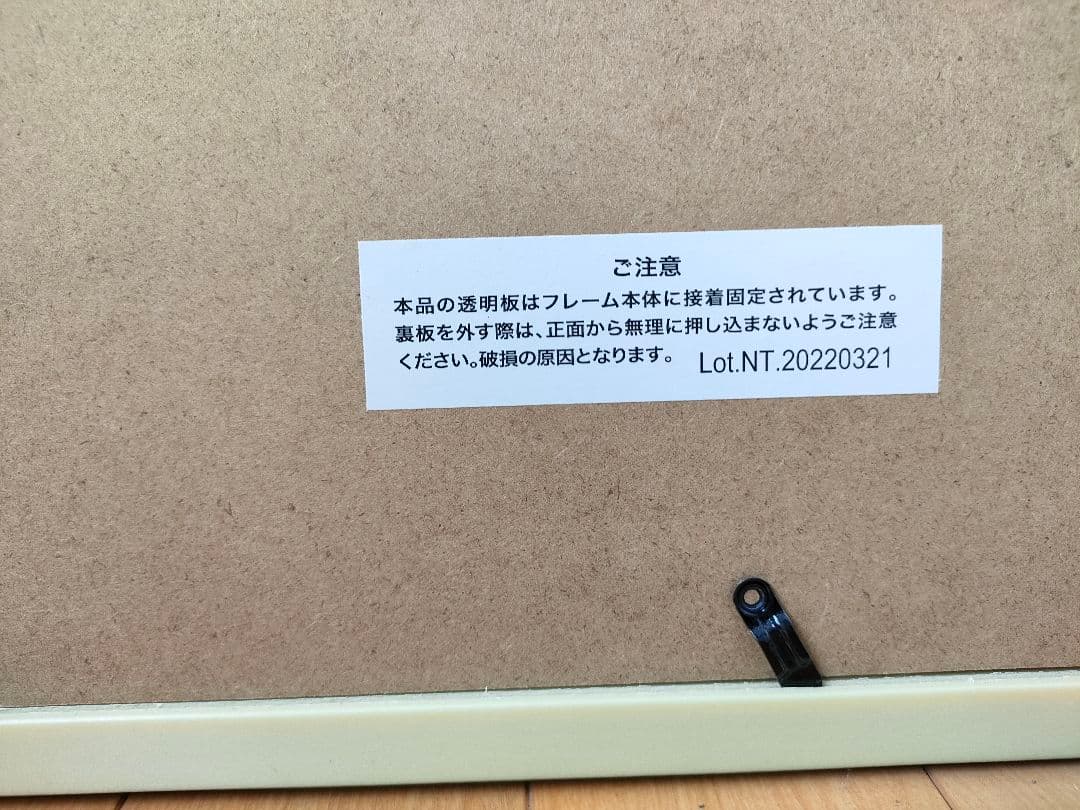 ご注意
本品の透明板はフレーム本体に接着固定されています。
裏板を外す際は、正面から無理に押し込まないようご注意
ください。破損の原因となります。 Lot.NT.20220321